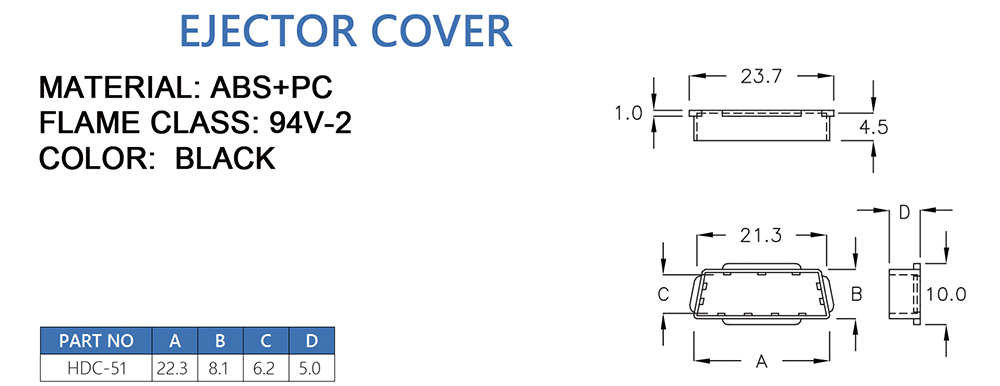 EJECTOR COVER
MATERIAL: ABS+PC
FLAME CLASS: 94V-2
COLOR: BLACK
23.7
1.0
4.5
D
21.3
C
B
10.0
A
PART NO A B C D
HDC-51 22.3 8.1 6.2 5.0